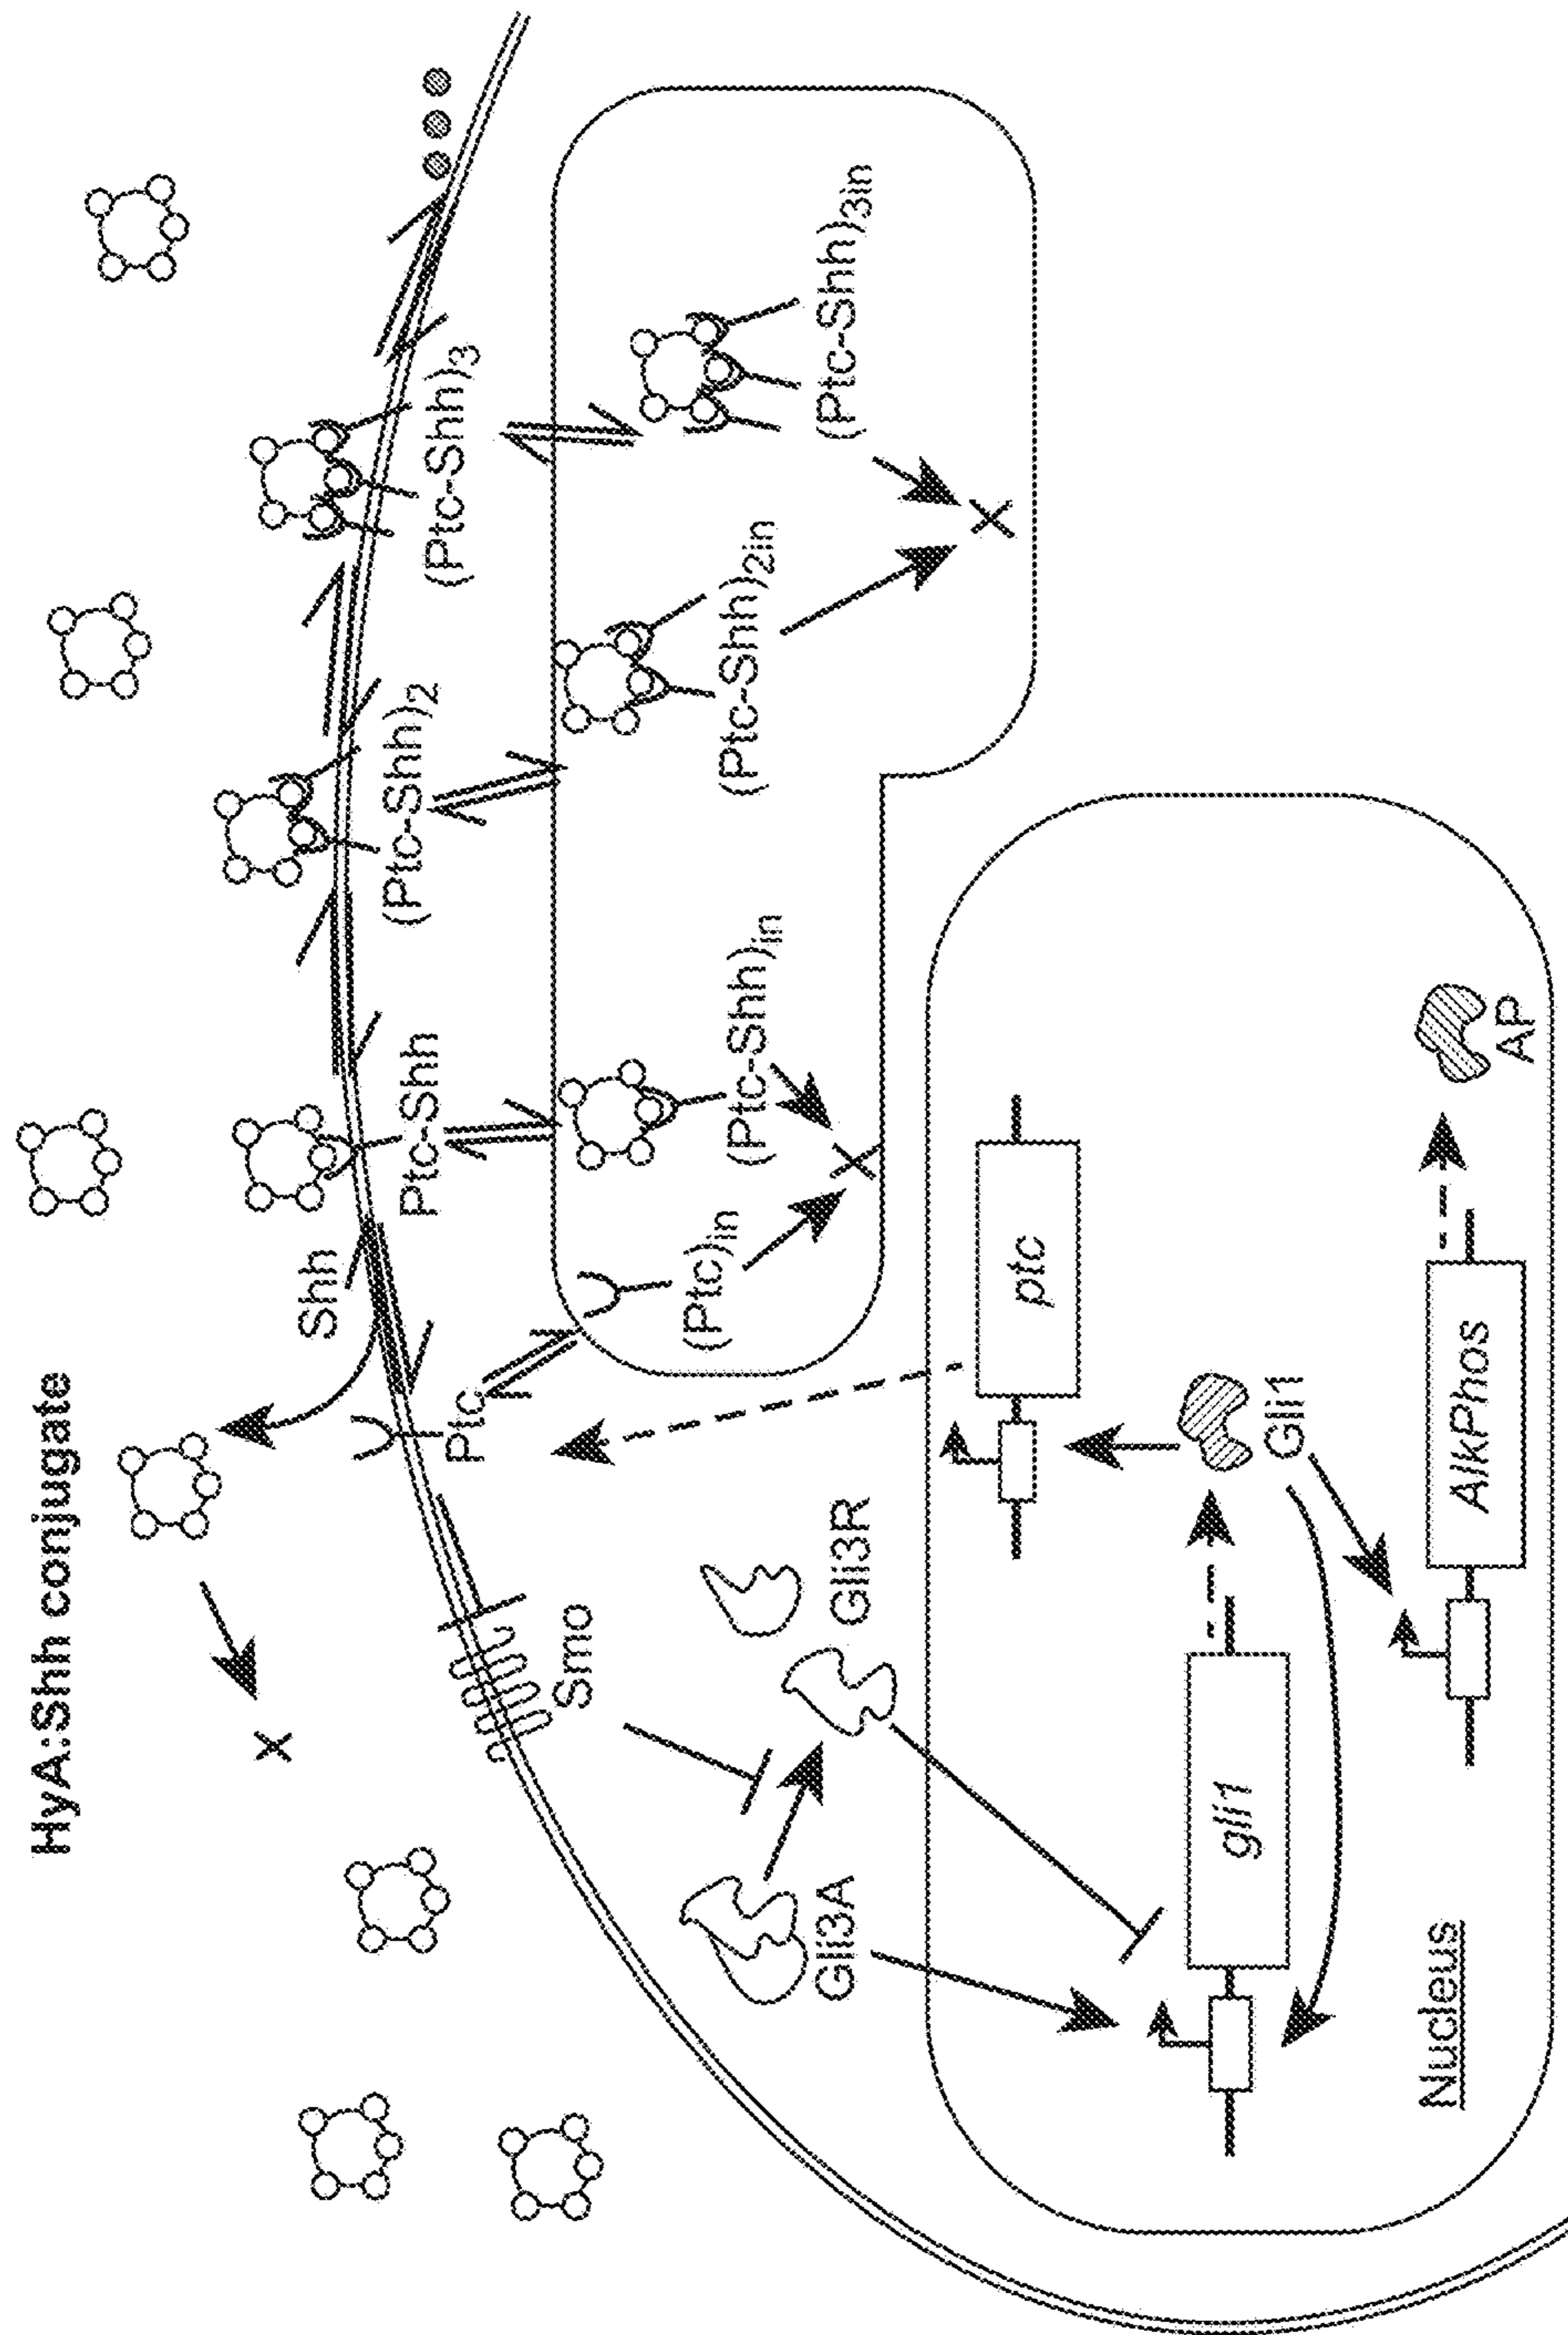 HyA:Shh conjugate
Shh
Ptc
Ptc-Shh
(Ptc-Shh)2
(Ptc-Shh)3
Smo
(Ptc)in
(Ptc-Shh)in
(Ptc-Shh)2in
(Ptc-Shh)3in
Gli3A
Gli3R
ptc
gli1
Gli1
AlkPhos
AP
Nucleus
X
X
X